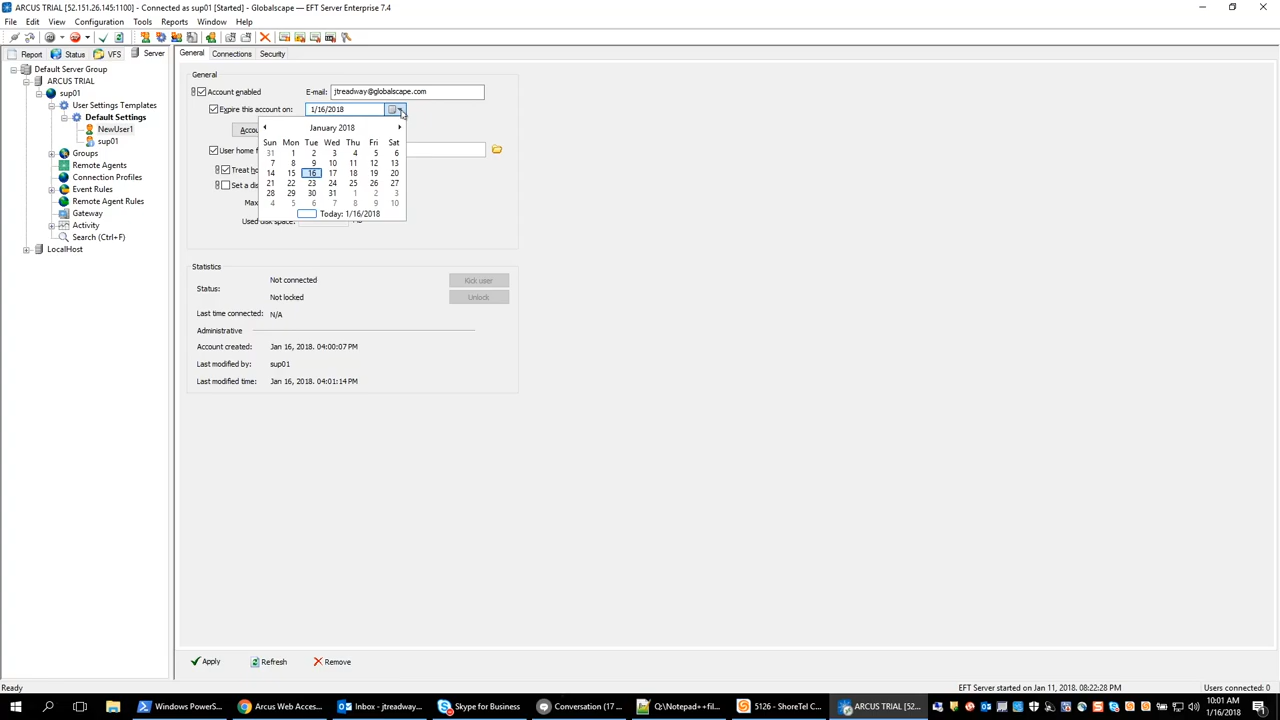 ARCUS TRIAL [52.151.26.145:1100] - Connected as sup01 [Started] - Globalscape — EFT Server Enterprise 7.4
File Edit View Configuration Tools Reports Window Help
Report Status VFS Server
Default Server Group
ARCUS TRIAL
sup01
User Settings Templates
Default Settings
NewUser1
sup01
Groups
Remote Agents
Connection Profiles
Event Rules
Remote Agent Rules
Gateway
Activity
Search (Ctrl+F)
LocalHost
General Connections Security
General
Account enabled E-mail: jtreadway@globalscape.com
Expire this account on: 1/16/2018
Accou
January 2018
Sun Mon Tue Wed Thu Fri Sat
31 1 2 3 4 5 6
7 8 9 10 11 12 13
14 15 16 17 18 19 20
21 22 23 24 25 26 27
28 29 30 31 1 2 3
4 5 6 7 8 9 10
Today: 1/16/2018
User home f
Treat ho
Set a dis
Max
Used disk space:
Statistics
Status: Not connected Kick user
Not locked Unlock
Last time connected: N/A
Administrative
Account created: Jan 16, 2018. 04:00:07 PM
Last modified by: sup01
Last modified time: Jan 16, 2018. 04:01:14 PM
Apply Refresh Remove
Ready EFT Server started on Jan 11, 2018. 08:22:28 PM Users connected: 0
Windows PowerS... Arcus Web Acces... Inbox - jtreadway... Skype for Business Conversation (17 ... Q:\Notepad++\fil... 5126 - ShoreTel C... ARCUS TRIAL [52....
10:01 AM
1/16/2018